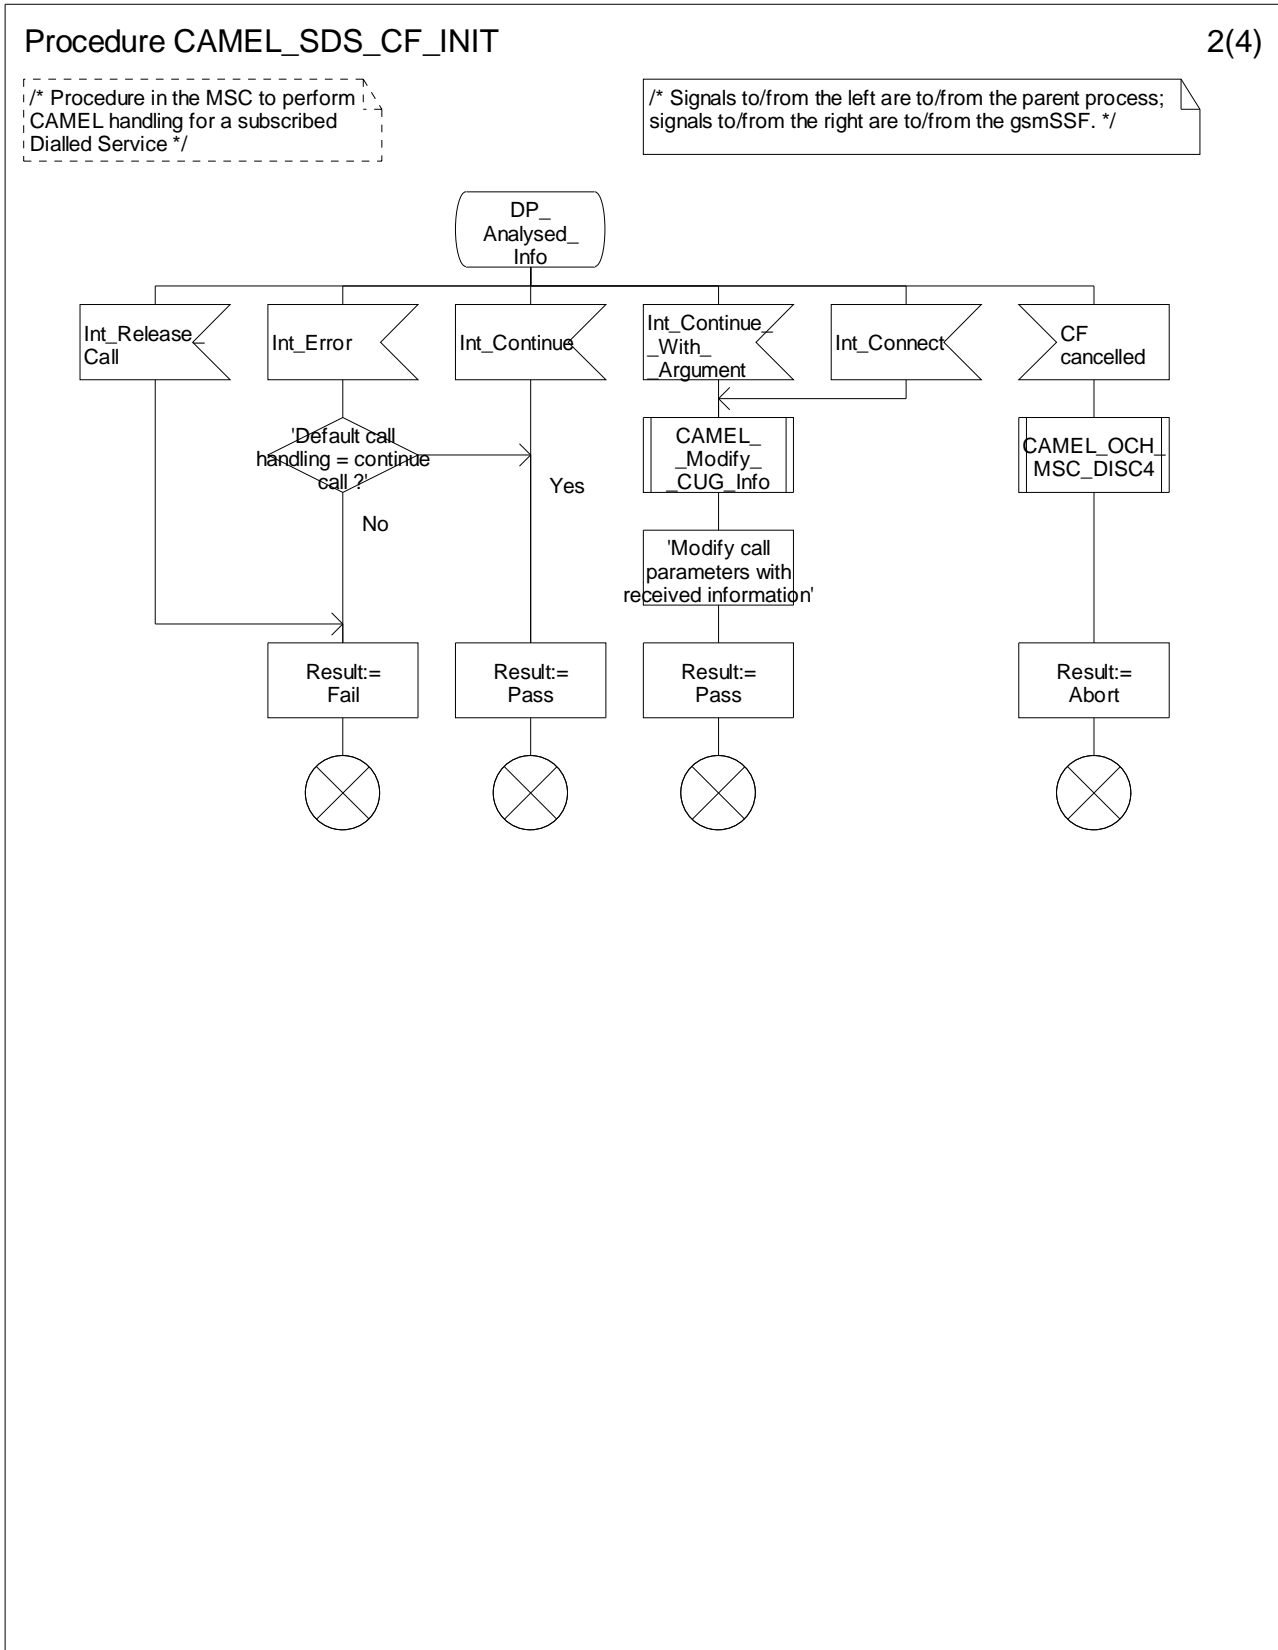 Procedure CAMEL_SDS_CF_INIT
2(4)
/* Procedure in the MSC to perform
CAMEL handling for a subscribed
Dialled Service */
/* Signals to/from the left are to/from the parent process;
signals to/from the right are to/from the gsmSSF. */
DP_
Analysed_
Info
Int_Release_
Call
Int_Error
Int_Continue
Int_Continue_
_With_
_Argument
Int_Connect
CF
cancelled
'Default call
handling = continue
call ?'
Yes
No
CAMEL_
_Modify_
_CUG_Info
CAMEL_OCH_
MSC_DISC4
'Modify call
parameters with
received information'
Result:=
Fail
Result:=
Pass
Result:=
Pass
Result:=
Abort